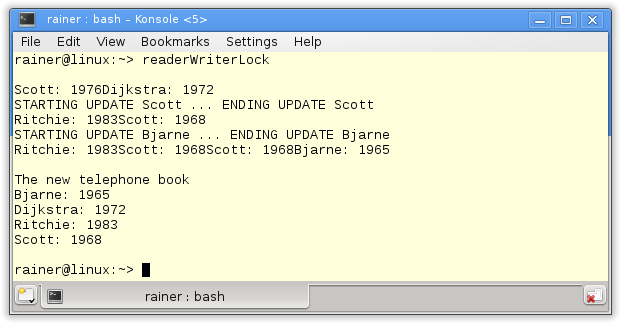 rainer : bash – Konsole <5>
File Edit View Bookmarks Settings Help
rainer@linux:~> readerWriterLock
Scott: 1976Dijkstra: 1972
STARTING UPDATE Scott ... ENDING UPDATE Scott
Ritchie: 1983Scott: 1968
STARTING UPDATE Bjarne ... ENDING UPDATE Bjarne
Ritchie: 1983Scott: 1968Scott: 1968Bjarne: 1965
The new telephone book
Bjarne: 1965
Dijkstra: 1972
Ritchie: 1983
Scott: 1968
rainer@linux:~>
rainer : bash